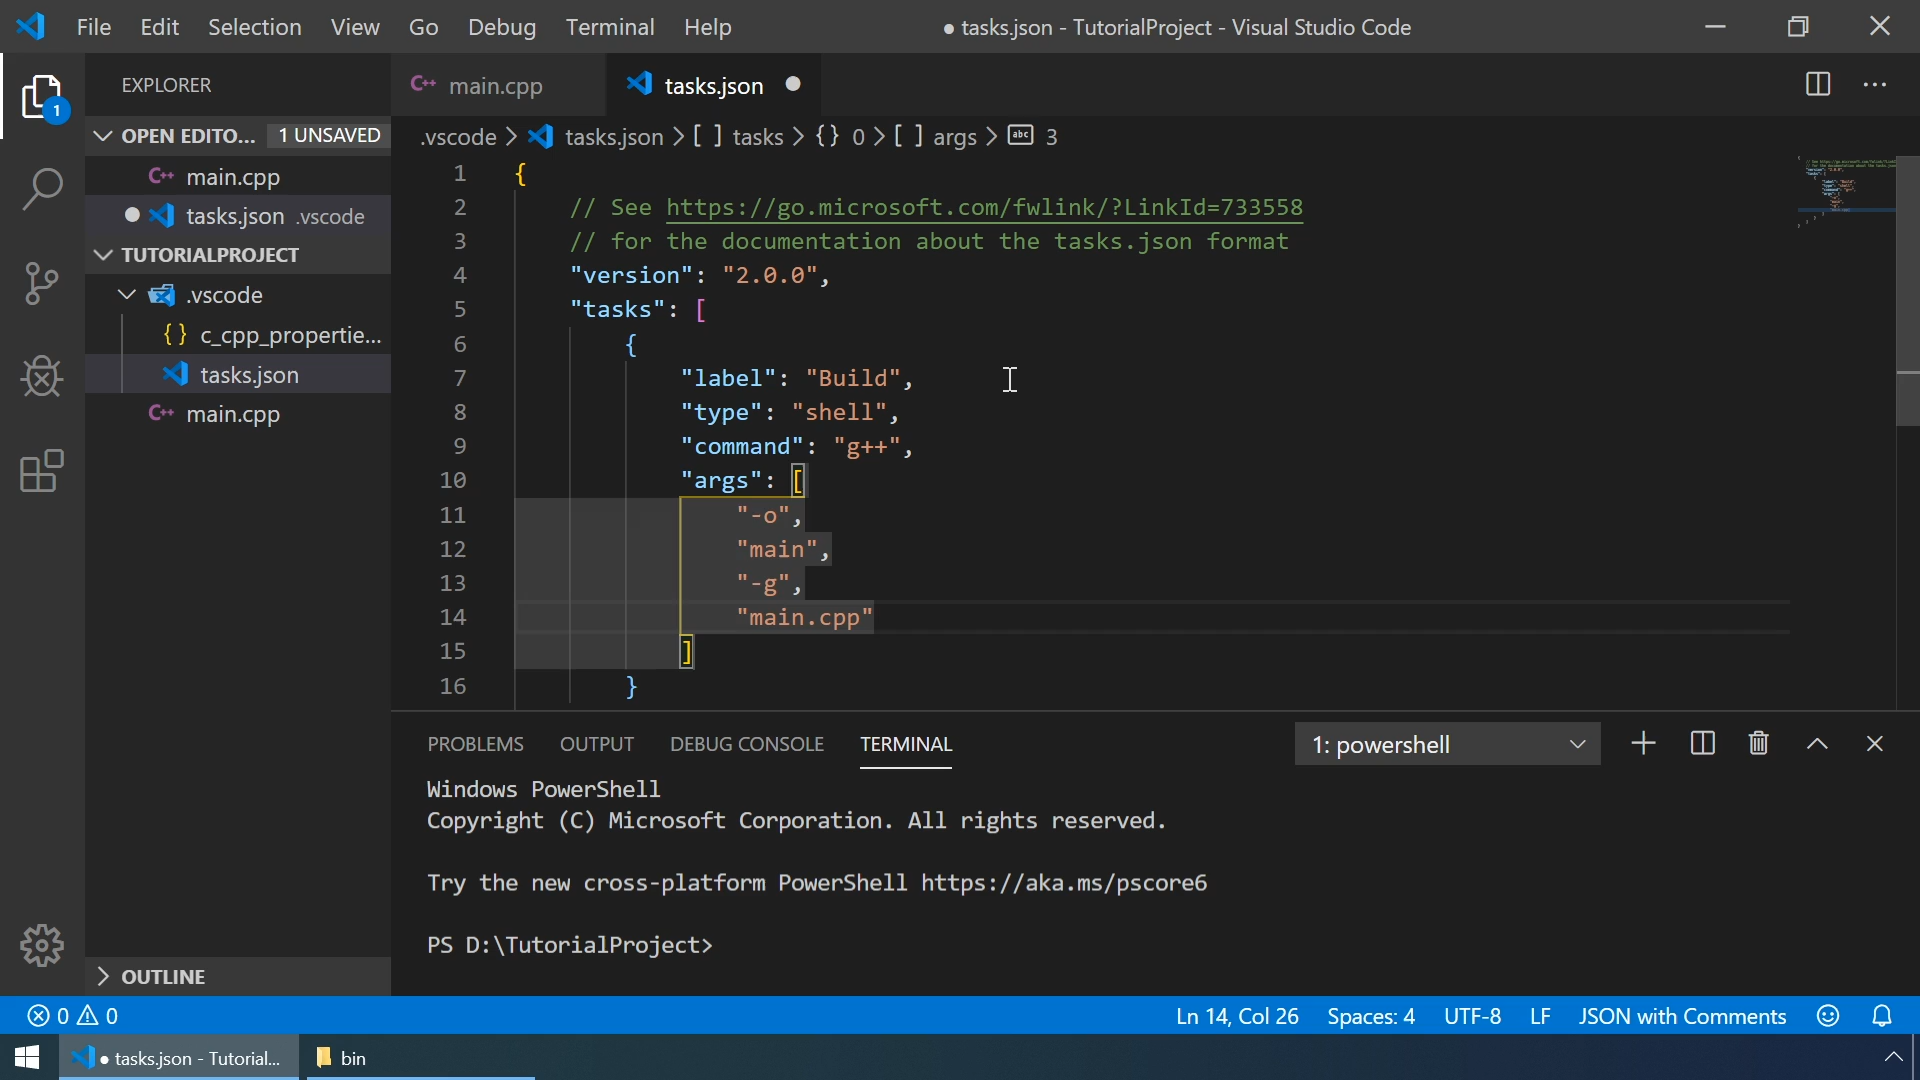 File Edit Selection View Go Debug Terminal Help
● tasks.json - TutorialProject - Visual Studio Code
1
EXPLORER
OPEN EDITO... 1 UNSAVED
C++ main.cpp
tasks.json .vscode
TUTORIALPROJECT
.vscode
{ } c_cpp_propertie...
tasks.json
C++ main.cpp
OUTLINE
C++ main.cpp
tasks.json ●
.vscode > tasks.json > [ ] tasks > {} 0 > [ ] args > abc 3
1 {
2 // See https://go.microsoft.com/fwlink/?LinkId=733558
3 // for the documentation about the tasks.json format
4 "version": "2.0.0",
5 "tasks": [
6 {
7 "label": "Build",
8 "type": "shell",
9 "command": "g++",
10 "args": [
11 "-o",
12 "main",
13 "-g",
14 "main.cpp"
15 ]
16 }
PROBLEMS OUTPUT DEBUG CONSOLE TERMINAL
1: powershell
Windows PowerShell
Copyright (C) Microsoft Corporation. All rights reserved.
Try the new cross-platform PowerShell https://aka.ms/pscore6
PS D:\TutorialProject>
0 0
Ln 14, Col 26 Spaces: 4 UTF-8 LF JSON with Comments
● tasks.json - Tutorial...
bin